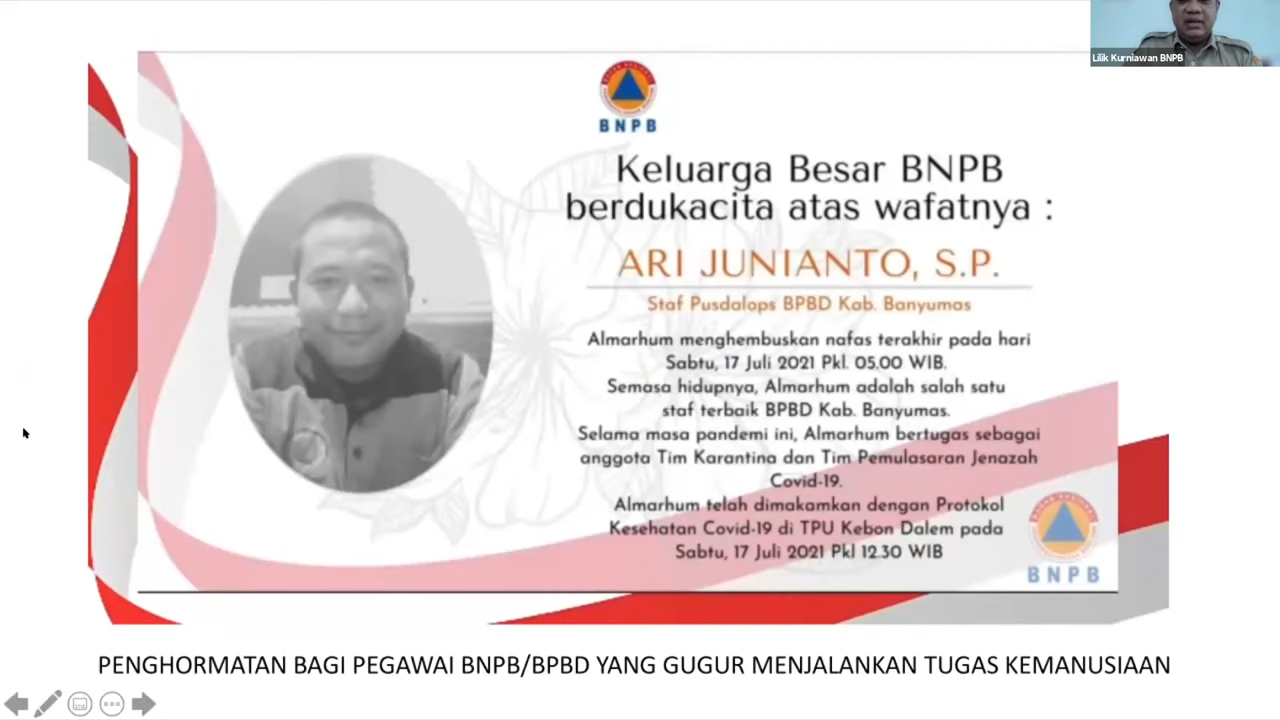 Lilik Kurniawan BNPB
BNPB
Keluarga Besar BNPB
berdukacita atas wafatnya :
ARI JUNIANTO, S.P.
Staf Pusdalops BPBD Kab. Banyumas
Almarhum menghembuskan nafas terakhir pada hari
Sabtu, 17 Juli 2021 Pkl. 05.00 WIB.
Semasa hidupnya, Almarhum adalah salah satu
staf terbaik BPBD Kab. Banyumas.
Selama masa pandemi ini, Almarhum bertugas sebagai
anggota Tim Karantina dan Tim Pemulasaran Jenazah
Covid-19.
Almarhum telah dimakamkan dengan Protokol
Kesehatan Covid-19 di TPU Kebon Dalem pada
Sabtu, 17 Juli 2021 Pkl 12.30 WIB
BNPB
PENGHORMATAN BAGI PEGAWAI BNPB/BPBD YANG GUGUR MENJALANKAN TUGAS KEMANUSIAAN